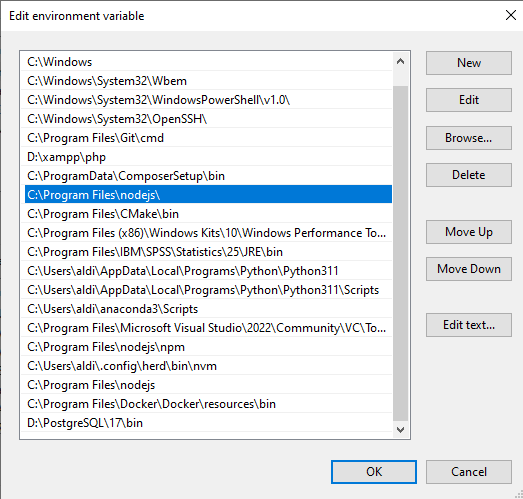 Edit environment variable
C:\Windows
C:\Windows\System32\Wbem
C:\Windows\System32\WindowsPowerShell\v1.0\
C:\Windows\System32\OpenSSH\
C:\Program Files\Git\cmd
D:\xampp\php
C:\ProgramData\ComposerSetup\bin
C:\Program Files\nodejs\
C:\Program Files\CMake\bin
C:\Program Files (x86)\Windows Kits\10\Windows Performance To...
C:\Program Files\IBM\SPSS\Statistics\25\JRE\bin
C:\Users\aldi\AppData\Local\Programs\Python\Python311
C:\Users\aldi\AppData\Local\Programs\Python\Python311\Scripts
C:\Users\aldi\anaconda3\Scripts
C:\Program Files\Microsoft Visual Studio\2022\Community\VC\To...
C:\Program Files\nodejs\npm
C:\Users\aldi\.config\herd\bin\nvm
C:\Program Files\nodejs
C:\Program Files\Docker\Docker\resources\bin
D:\PostgreSQL\17\bin
New
Edit
Browse...
Delete
Move Up
Move Down
Edit text...
OK
Cancel